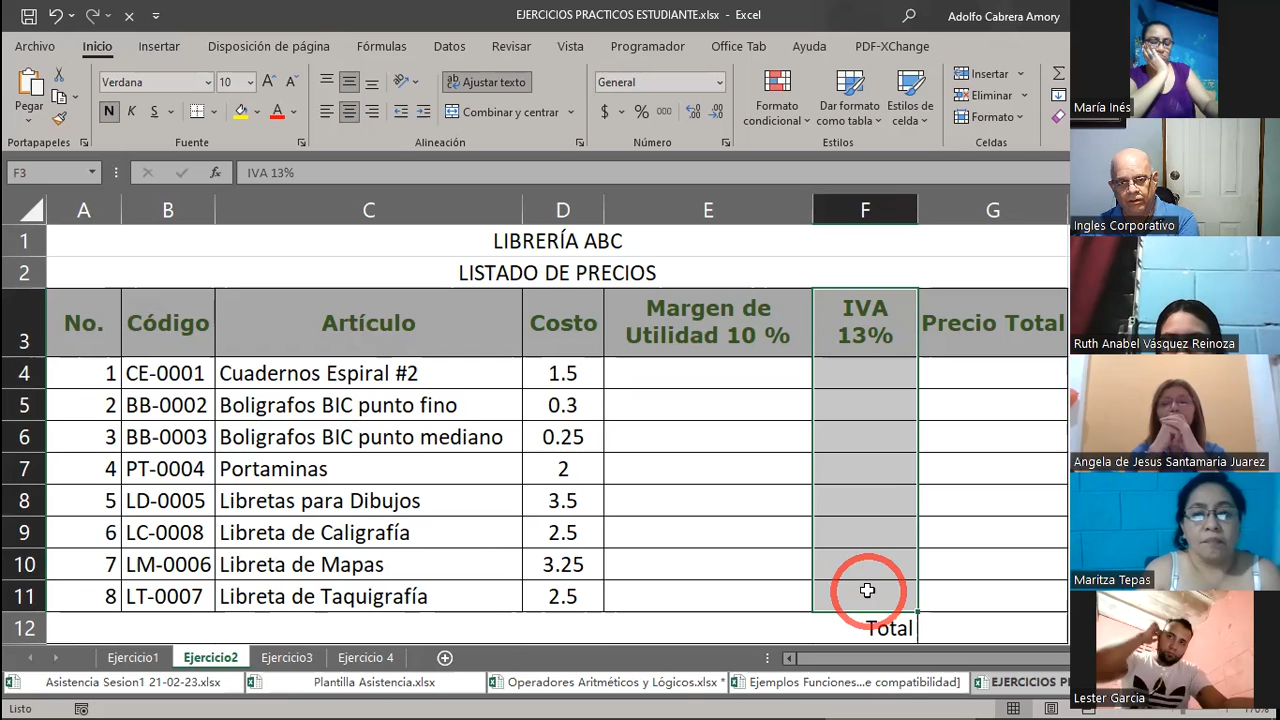 EJERCICIOS PRACTICOS ESTUDIANTE.xlsx - Excel
Adolfo Cabrera Amory
Archivo Inicio Insertar Disposición de página Fórmulas Datos Revisar Vista Programador Office Tab Ayuda PDF-XChange
María Inés
Pegar
Verdana 10
N K S
Ajustar texto
Combinar y centrar
General
$ % 000
Formato condicional
Dar formato como tabla
Estilos de celda
Insertar
Eliminar
Formato
Portapapeles Fuente Alineación Número Estilos Celdas
F3 fx IVA 13%
A B C D E F G
1 LIBRERÍA ABC
2 LISTADO DE PRECIOS
3 No. Código Artículo Costo Margen de Utilidad 10 % IVA 13% Precio Total
4 1 CE-0001 Cuadernos Espiral #2 1.5
5 2 BB-0002 Boligrafos BIC punto fino 0.3
6 3 BB-0003 Boligrafos BIC punto mediano 0.25
7 4 PT-0004 Portaminas 2
8 5 LD-0005 Libretas para Dibujos 3.5
9 6 LC-0008 Libreta de Caligrafía 2.5
10 7 LM-0006 Libreta de Mapas 3.25
11 8 LT-0007 Libreta de Taquigrafía 2.5
12 Total
Ejercicio1 Ejercicio2 Ejercicio3 Ejercicio 4
Asistencia Sesion1 21-02-23.xlsx Plantilla Asistencia.xlsx Operadores Aritméticos y Lógicos.xlsx * Ejemplos Funciones...e compatibilidad] EJERCICIOS P
Listo
Ingles Corporativo
Ruth Anabel Vásquez Reinoza
Angela de Jesus Santamaria Juarez
Maritza Tepas
Lester Garcia